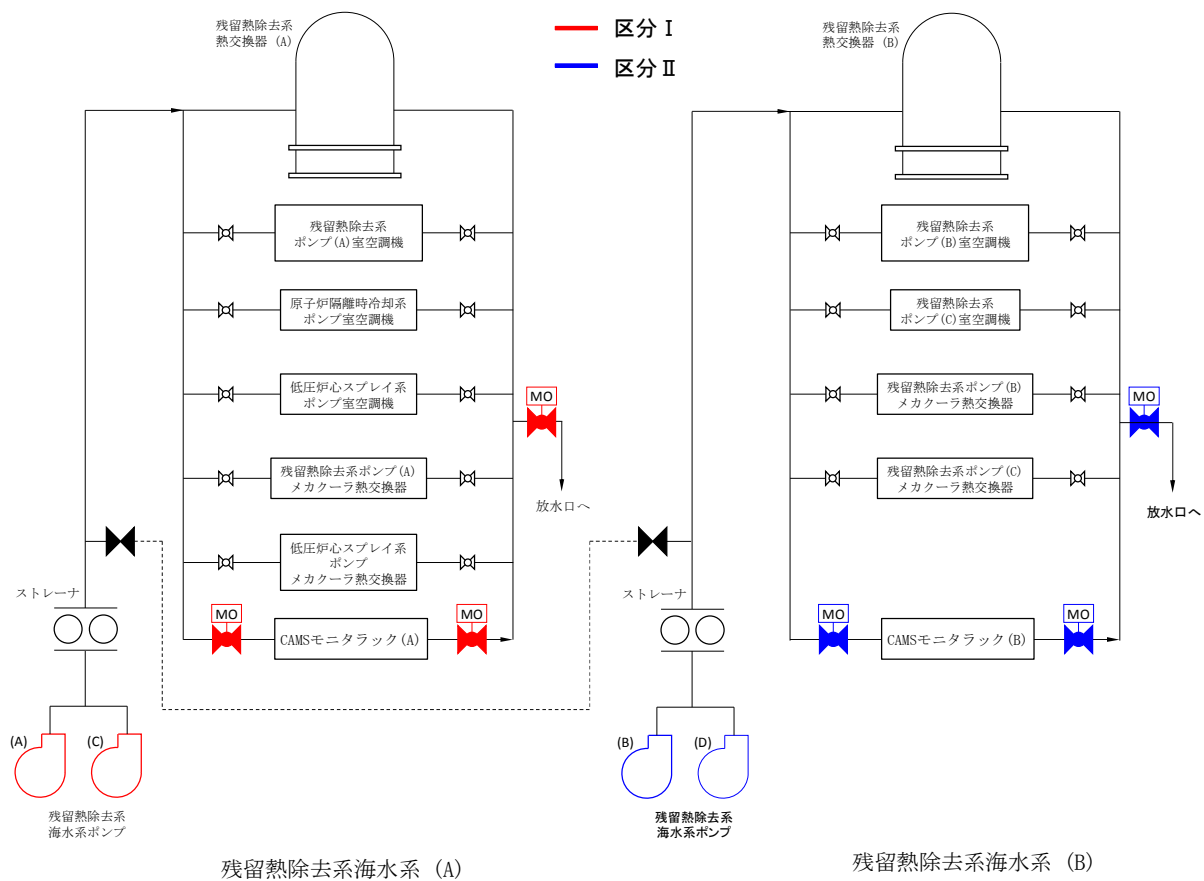 残留熱除去系
熱交換器 (A)
区分Ⅰ
区分Ⅱ
残留熱除去系
熱交換器 (B)
残留熱除去系
ポンプ(A)室空調機
原子炉隔離時冷却系
ポンプ室空調機
低圧炉心スプレイ系
ポンプ室空調機
MO
放水口へ
残留熱除去系ポンプ(A)
メカクーラ熱交換器
低圧炉心スプレイ系
ポンプ
メカクーラ熱交換器
ストレーナ
MO
MO
CAMSモニタラック(A)
(A)
(C)
残留熱除去系
海水系ポンプ
残留熱除去系海水系 (A)
残留熱除去系
ポンプ(B)室空調機
残留熱除去系
ポンプ(C)室空調機
残留熱除去系ポンプ(B)
メカクーラ熱交換器
MO
放水口へ
残留熱除去系ポンプ(C)
メカクーラ熱交換器
ストレーナ
MO
MO
CAMSモニタラック(B)
(B)
(D)
残留熱除去系
海水系ポンプ
残留熱除去系海水系 (B)